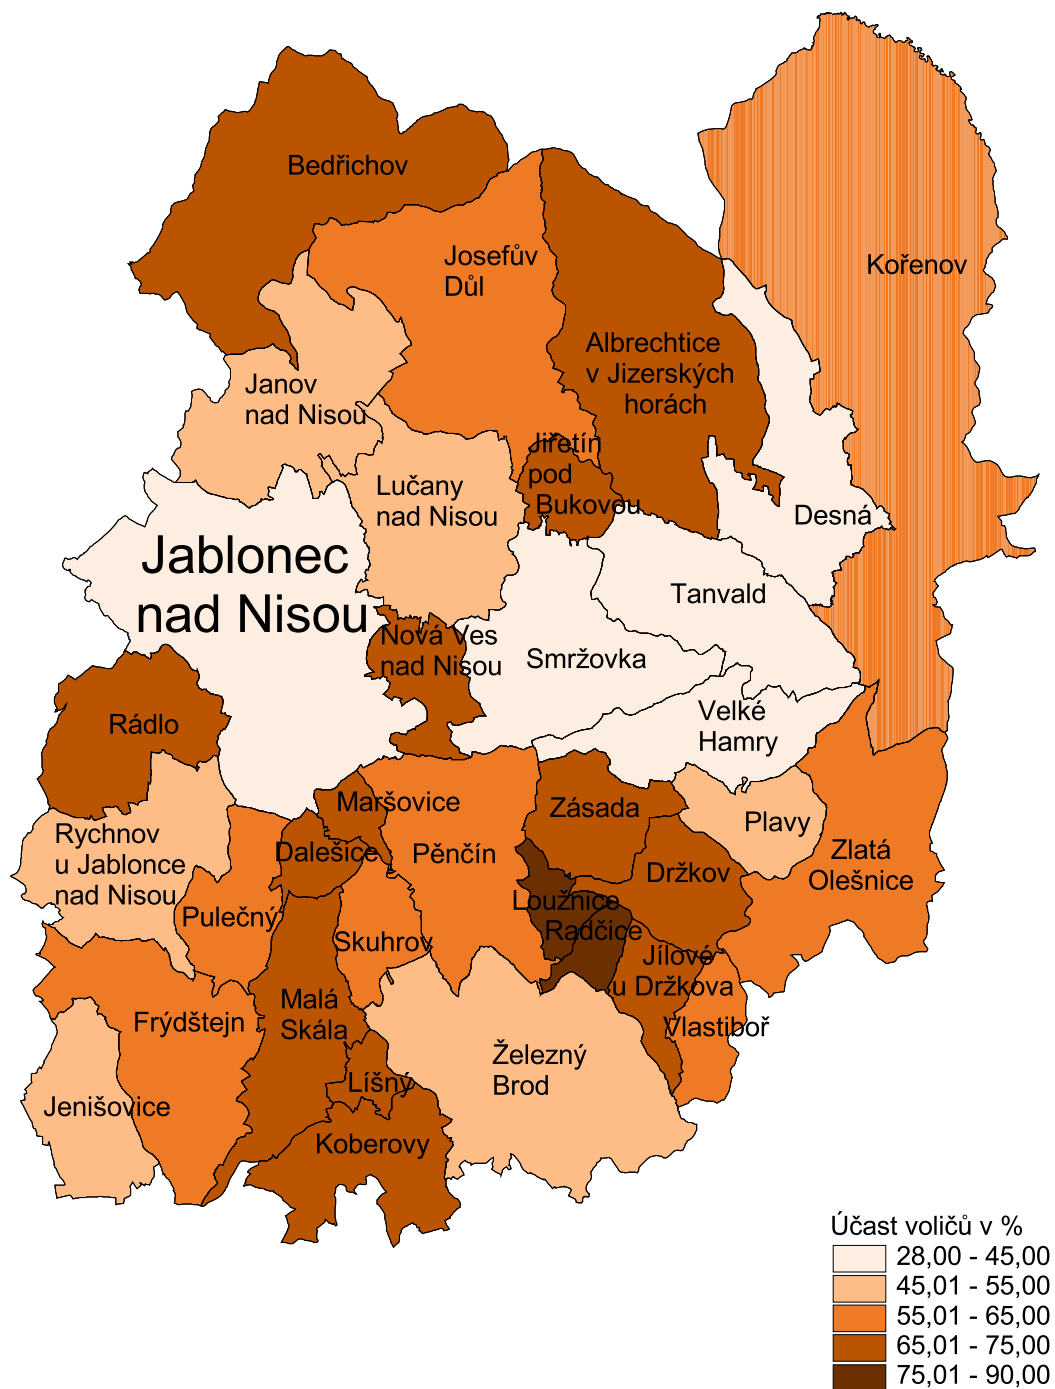 Bedřichov
Josefův
Důl
Kořenov
Albrechtice
v Jizerských
horách
Janov
nad Nisou
Jiřetín
pod
Bukovou
Lučany
nad Nisou
Desná
Jablonec
nad Nisou
Tanvald
Nová Ves
nad Nisou
Smržovka
Rádlo
Velké
Hamry
Maršovice
Zásada
Plavy
Rychnov
u Jablonce
nad Nisou
Dalešice
Pěnčín
Zlatá
Olešnice
Držkov
Loužnice
Pulečný
Radčice
Skuhrov
Jílové
u Držkova
Malá
Skála
Frýdštejn
Vlastiboř
Železný
Brod
Líšný
Jenišovice
Koberovy
Účast voličů v %
28,00 - 45,00
45,01 - 55,00
55,01 - 65,00
65,01 - 75,00
75,01 - 90,00